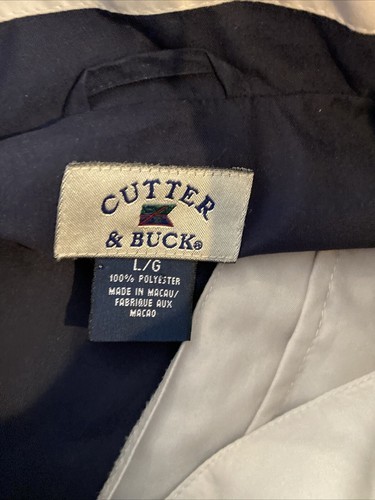 CUTTER
& BUCK®
L/G
100% POLYESTER
MADE IN MACAU/
FABRIQUE AUX
MACAO